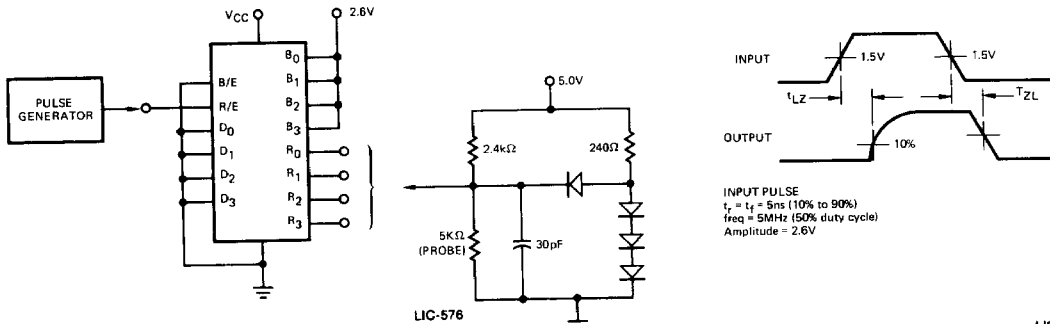 VCC
2.6V
PULSE
GENERATOR
B/E
R/E
D0
D1
D2
D3
B0
B1
B2
B3
R0
R1
R2
R3
5.0V
2.4kΩ
240Ω
5KΩ
(PROBE)
30pF
LIC-576
INPUT
1.5V
1.5V
tLZ
TZL
OUTPUT
10%
INPUT PULSE
tr = tf = 5ns (10% to 90%)
freq = 5MHz (50% duty cycle)
Amplitude = 2.6V